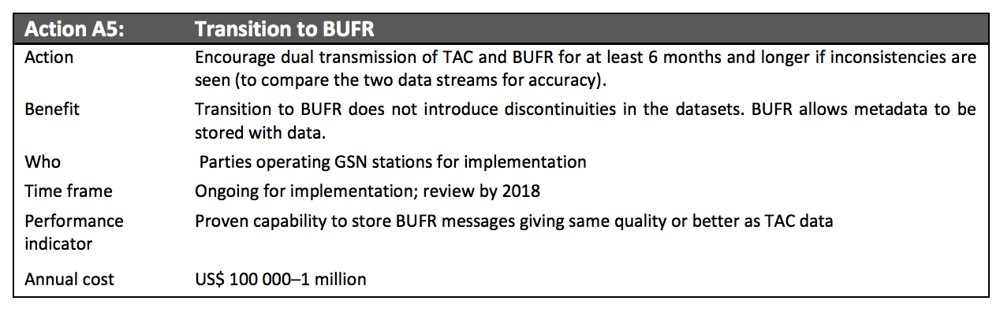 Action A5: Transition to BUFR
Action Encourage dual transmission of TAC and BUFR for at least 6 months and longer if inconsistencies are
seen (to compare the two data streams for accuracy).
Benefit Transition to BUFR does not introduce discontinuities in the datasets. BUFR allows metadata to be
stored with data.
Who Parties operating GSN stations for implementation
Time frame Ongoing for implementation; review by 2018
Performance Proven capability to store BUFR messages giving same quality or better as TAC data
indicator
Annual cost US$ 100 000–1 million